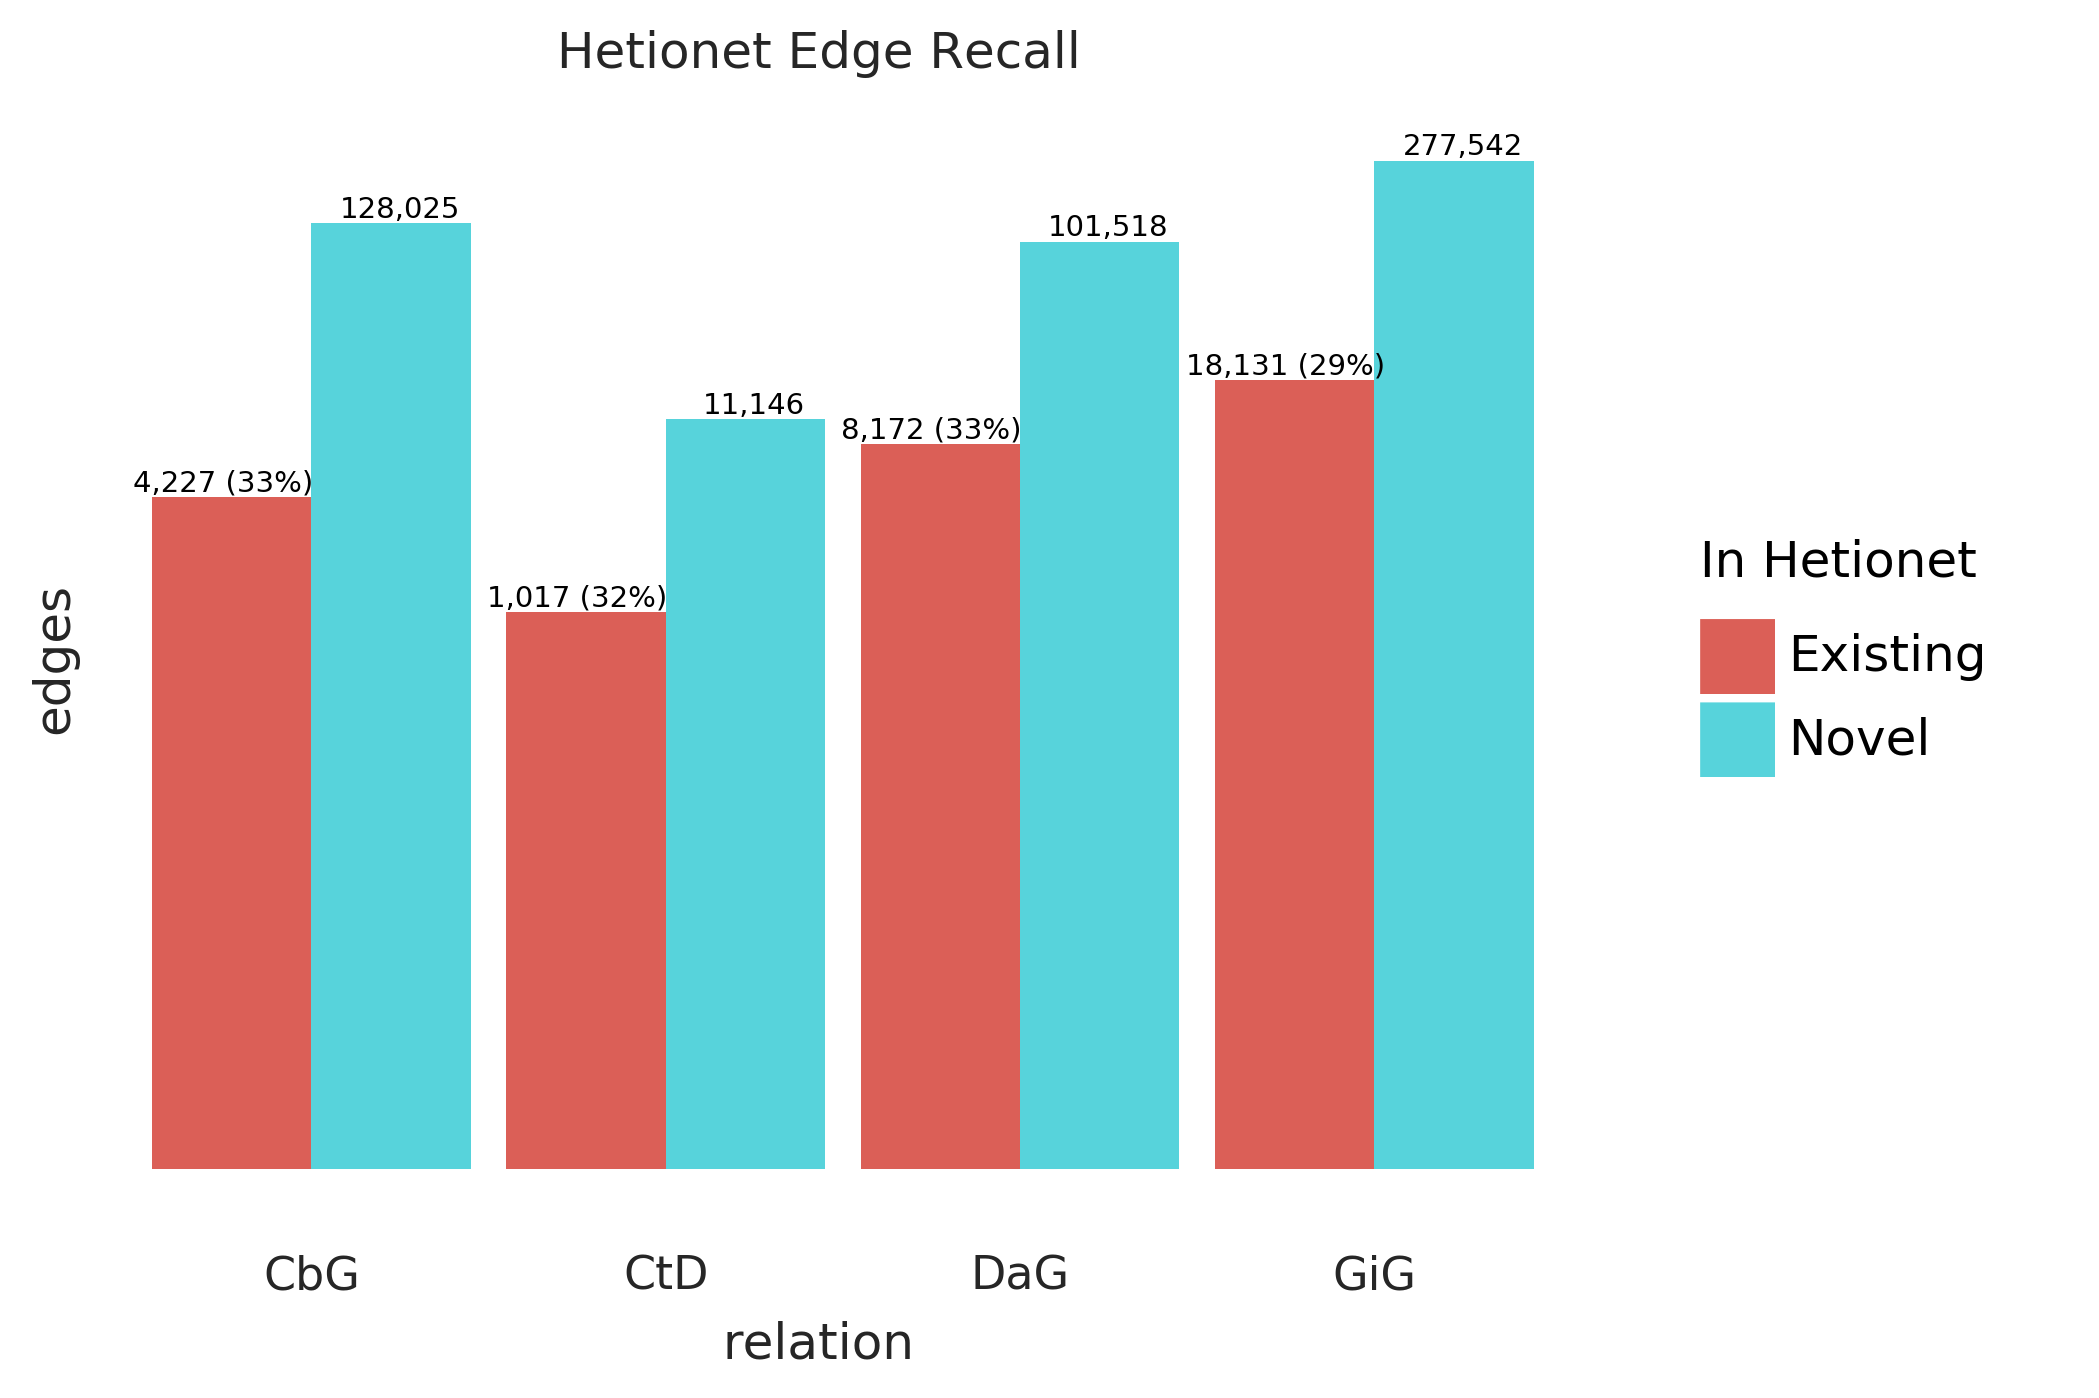 Hetionet Edge Recall
277,542
128,025
101,518
18,131 (29%)
11,146
8,172 (33%)
4,227 (33%)
1,017 (32%)
edges
In Hetionet
Existing
Novel
CbG
CtD
DaG
GiG
relation